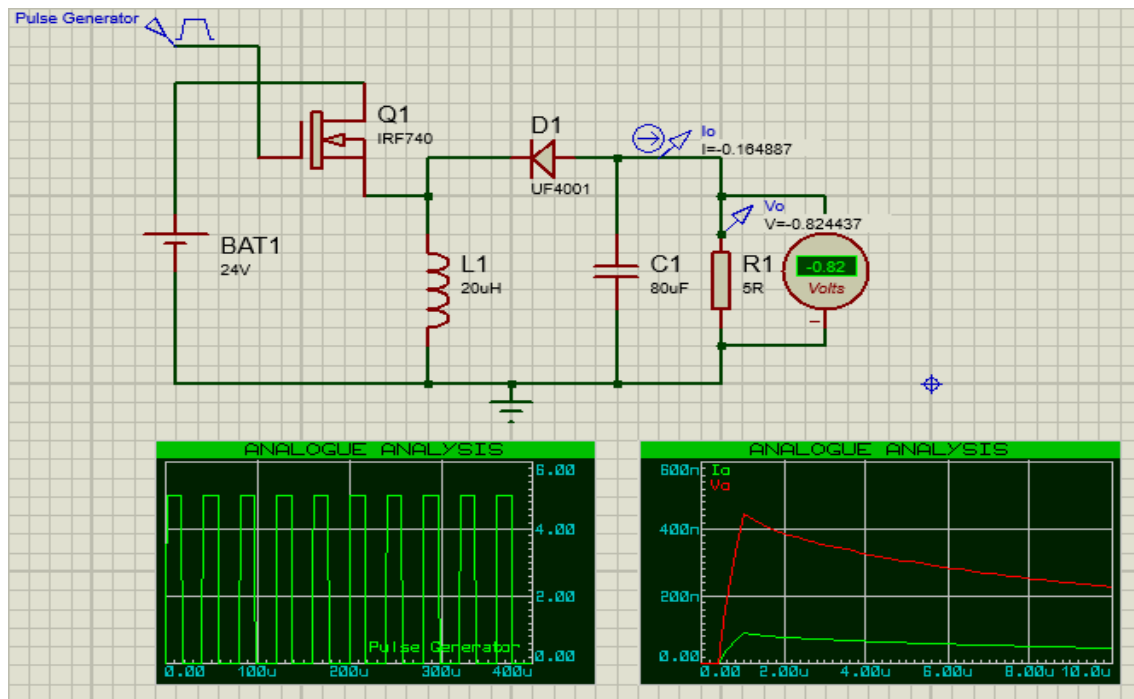 Pulse Generator
Q1
IRF740
D1
UF4001
Io
I=-0.164887
Vo
V=-0.824437
BAT1
24V
L1
20uH
C1
80uF
R1
5R
-0.82
Volts
ANALOGUE ANALYSIS
6.00
4.00
2.00
0.00
Pulse Generator
0.00 100u 200u 300u 400u
ANALOGUE ANALYSIS
600m
Ia
Va
400m
200m
0.00
0.00 2.00u 4.00u 6.00u 8.00u 10.0u